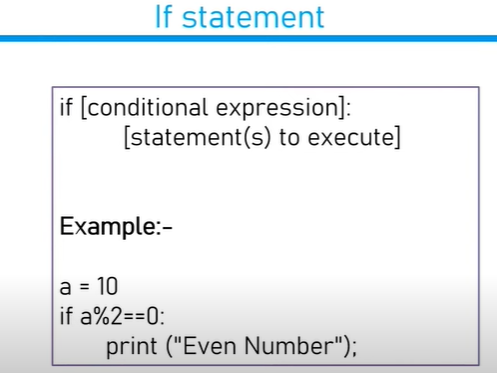 If statement
if [conditional expression]:
[statement(s) to execute]
Example:-
a = 10
if a%2==0:
print ("Even Number");